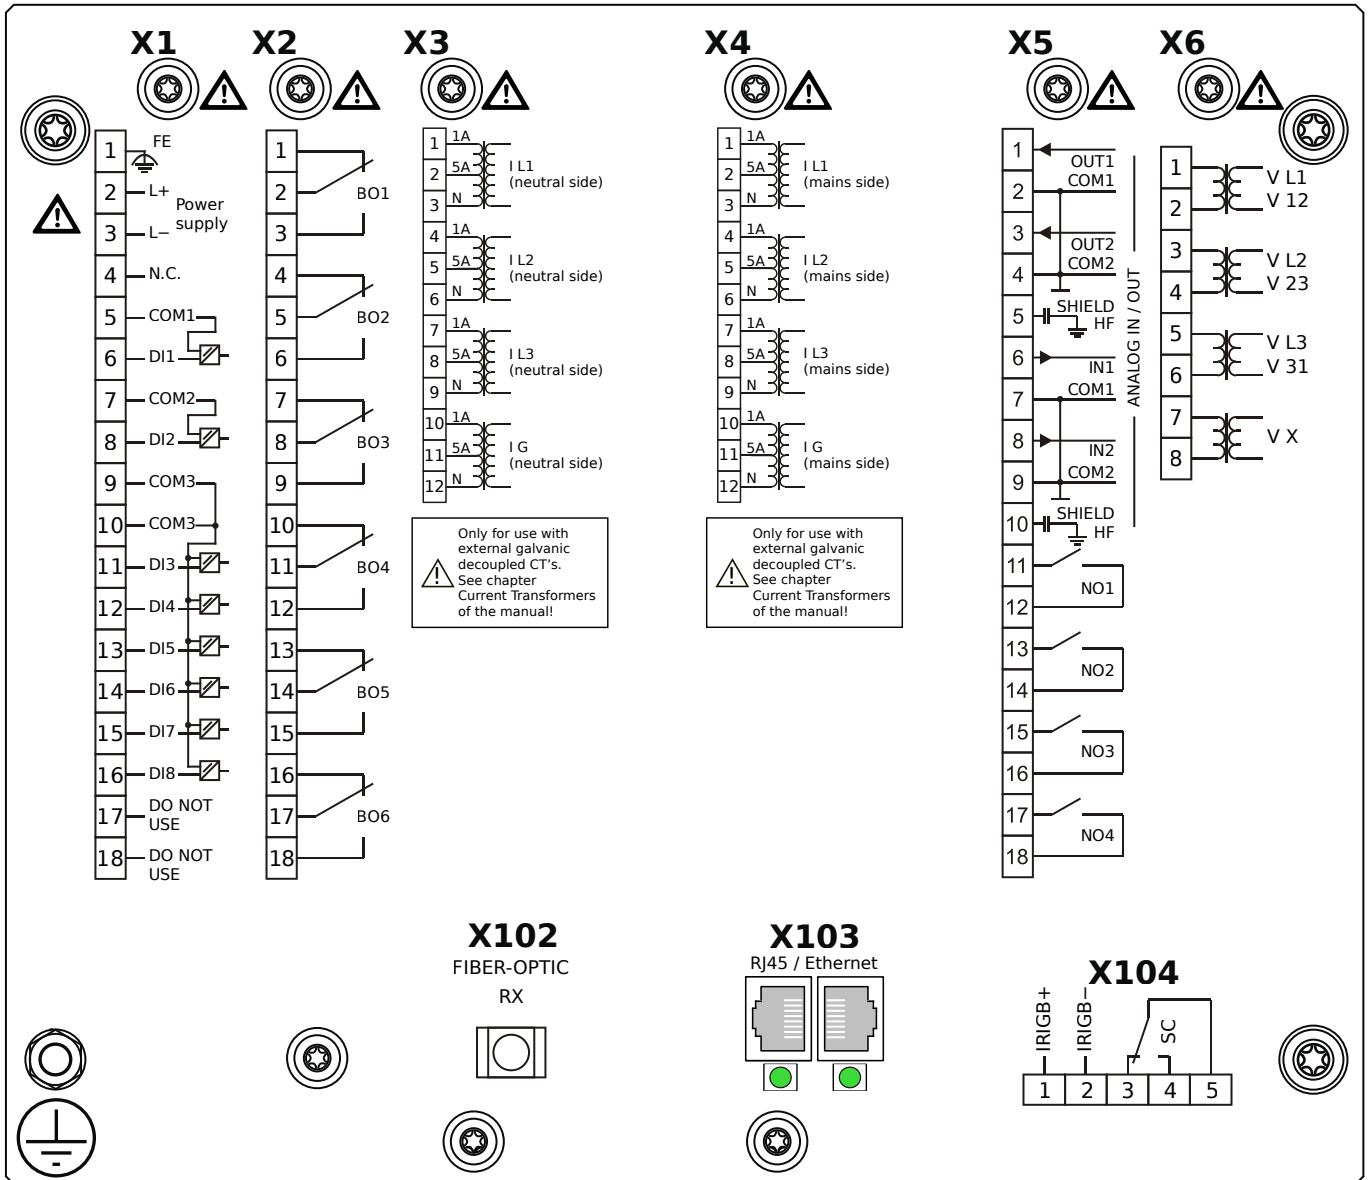 X1
1
FE
2
L+
Power
supply
3
L−
4
N.C.
5
COM1
6
DI1
7
COM2
8
DI2
9
COM3
10
COM3
11
DI3
12
DI4
13
DI5
14
DI6
15
DI7
16
DI8
17
DO NOT
USE
18
DO NOT
USE
X2
1
2
BO1
3
4
5
BO2
6
7
8
BO3
9
10
11
BO4
12
13
14
BO5
15
16
17
BO6
18
X3
1
1A
2
5A
I L1
(neutral side)
3
N
4
1A
5
5A
I L2
(neutral side)
6
N
7
1A
8
5A
I L3
(neutral side)
9
N
10
1A
11
5A
I G
(neutral side)
12
N
Only for use with
external galvanic
decoupled CT's.
See chapter
Current Transformers
of the manual!
X4
1
1A
2
5A
I L1
(mains side)
3
N
4
1A
5
5A
I L2
(mains side)
6
N
7
1A
8
5A
I L3
(mains side)
9
N
10
1A
11
5A
I G
(mains side)
12
N
Only for use with
external galvanic
decoupled CT's.
See chapter
Current Transformers
of the manual!
X5
1
OUT1
2
COM1
3
OUT2
4
COM2
5
SHIELD
HF
6
IN1
7
COM1
8
IN2
9
COM2
10
SHIELD
HF
ANALOG IN / OUT
11
NO1
12
13
NO2
14
15
NO3
16
17
NO4
18
X6
1
V L1
2
V 12
3
V L2
4
V 23
5
V L3
6
V 31
7
V X
8
X102
FIBER-OPTIC
RX
X103
RJ45 / Ethernet
X104
IRIGB+
IRIGB−
SC
1 2 3 4 5